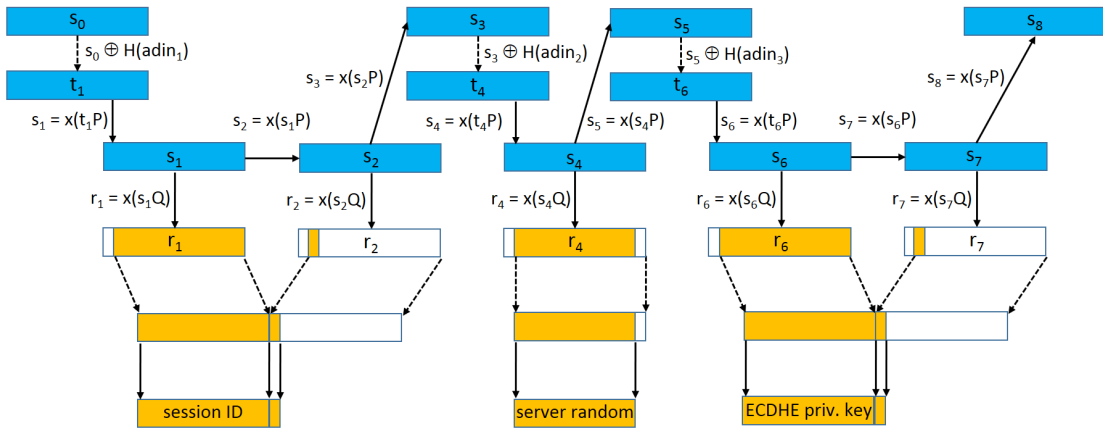 s₀
s₃
s₅
s₈
s₀ ⊕ H(adin₁)
s₃ ⊕ H(adin₂)
s₅ ⊕ H(adin₃)
s₃ = x(s₂P)
s₈ = x(s₇P)
t₁
t₄
t₆
s₁ = x(t₁P)
s₂ = x(s₁P)
s₄ = x(t₄P)
s₅ = x(s₄P)
s₆ = x(t₆P)
s₇ = x(s₆P)
s₁
s₂
s₄
s₆
s₇
r₁ = x(s₁Q)
r₂ = x(s₂Q)
r₄ = x(s₄Q)
r₆ = x(s₆Q)
r₇ = x(s₇Q)
r₁
r₂
r₄
r₆
r₇
session ID
server random
ECDHE priv. key